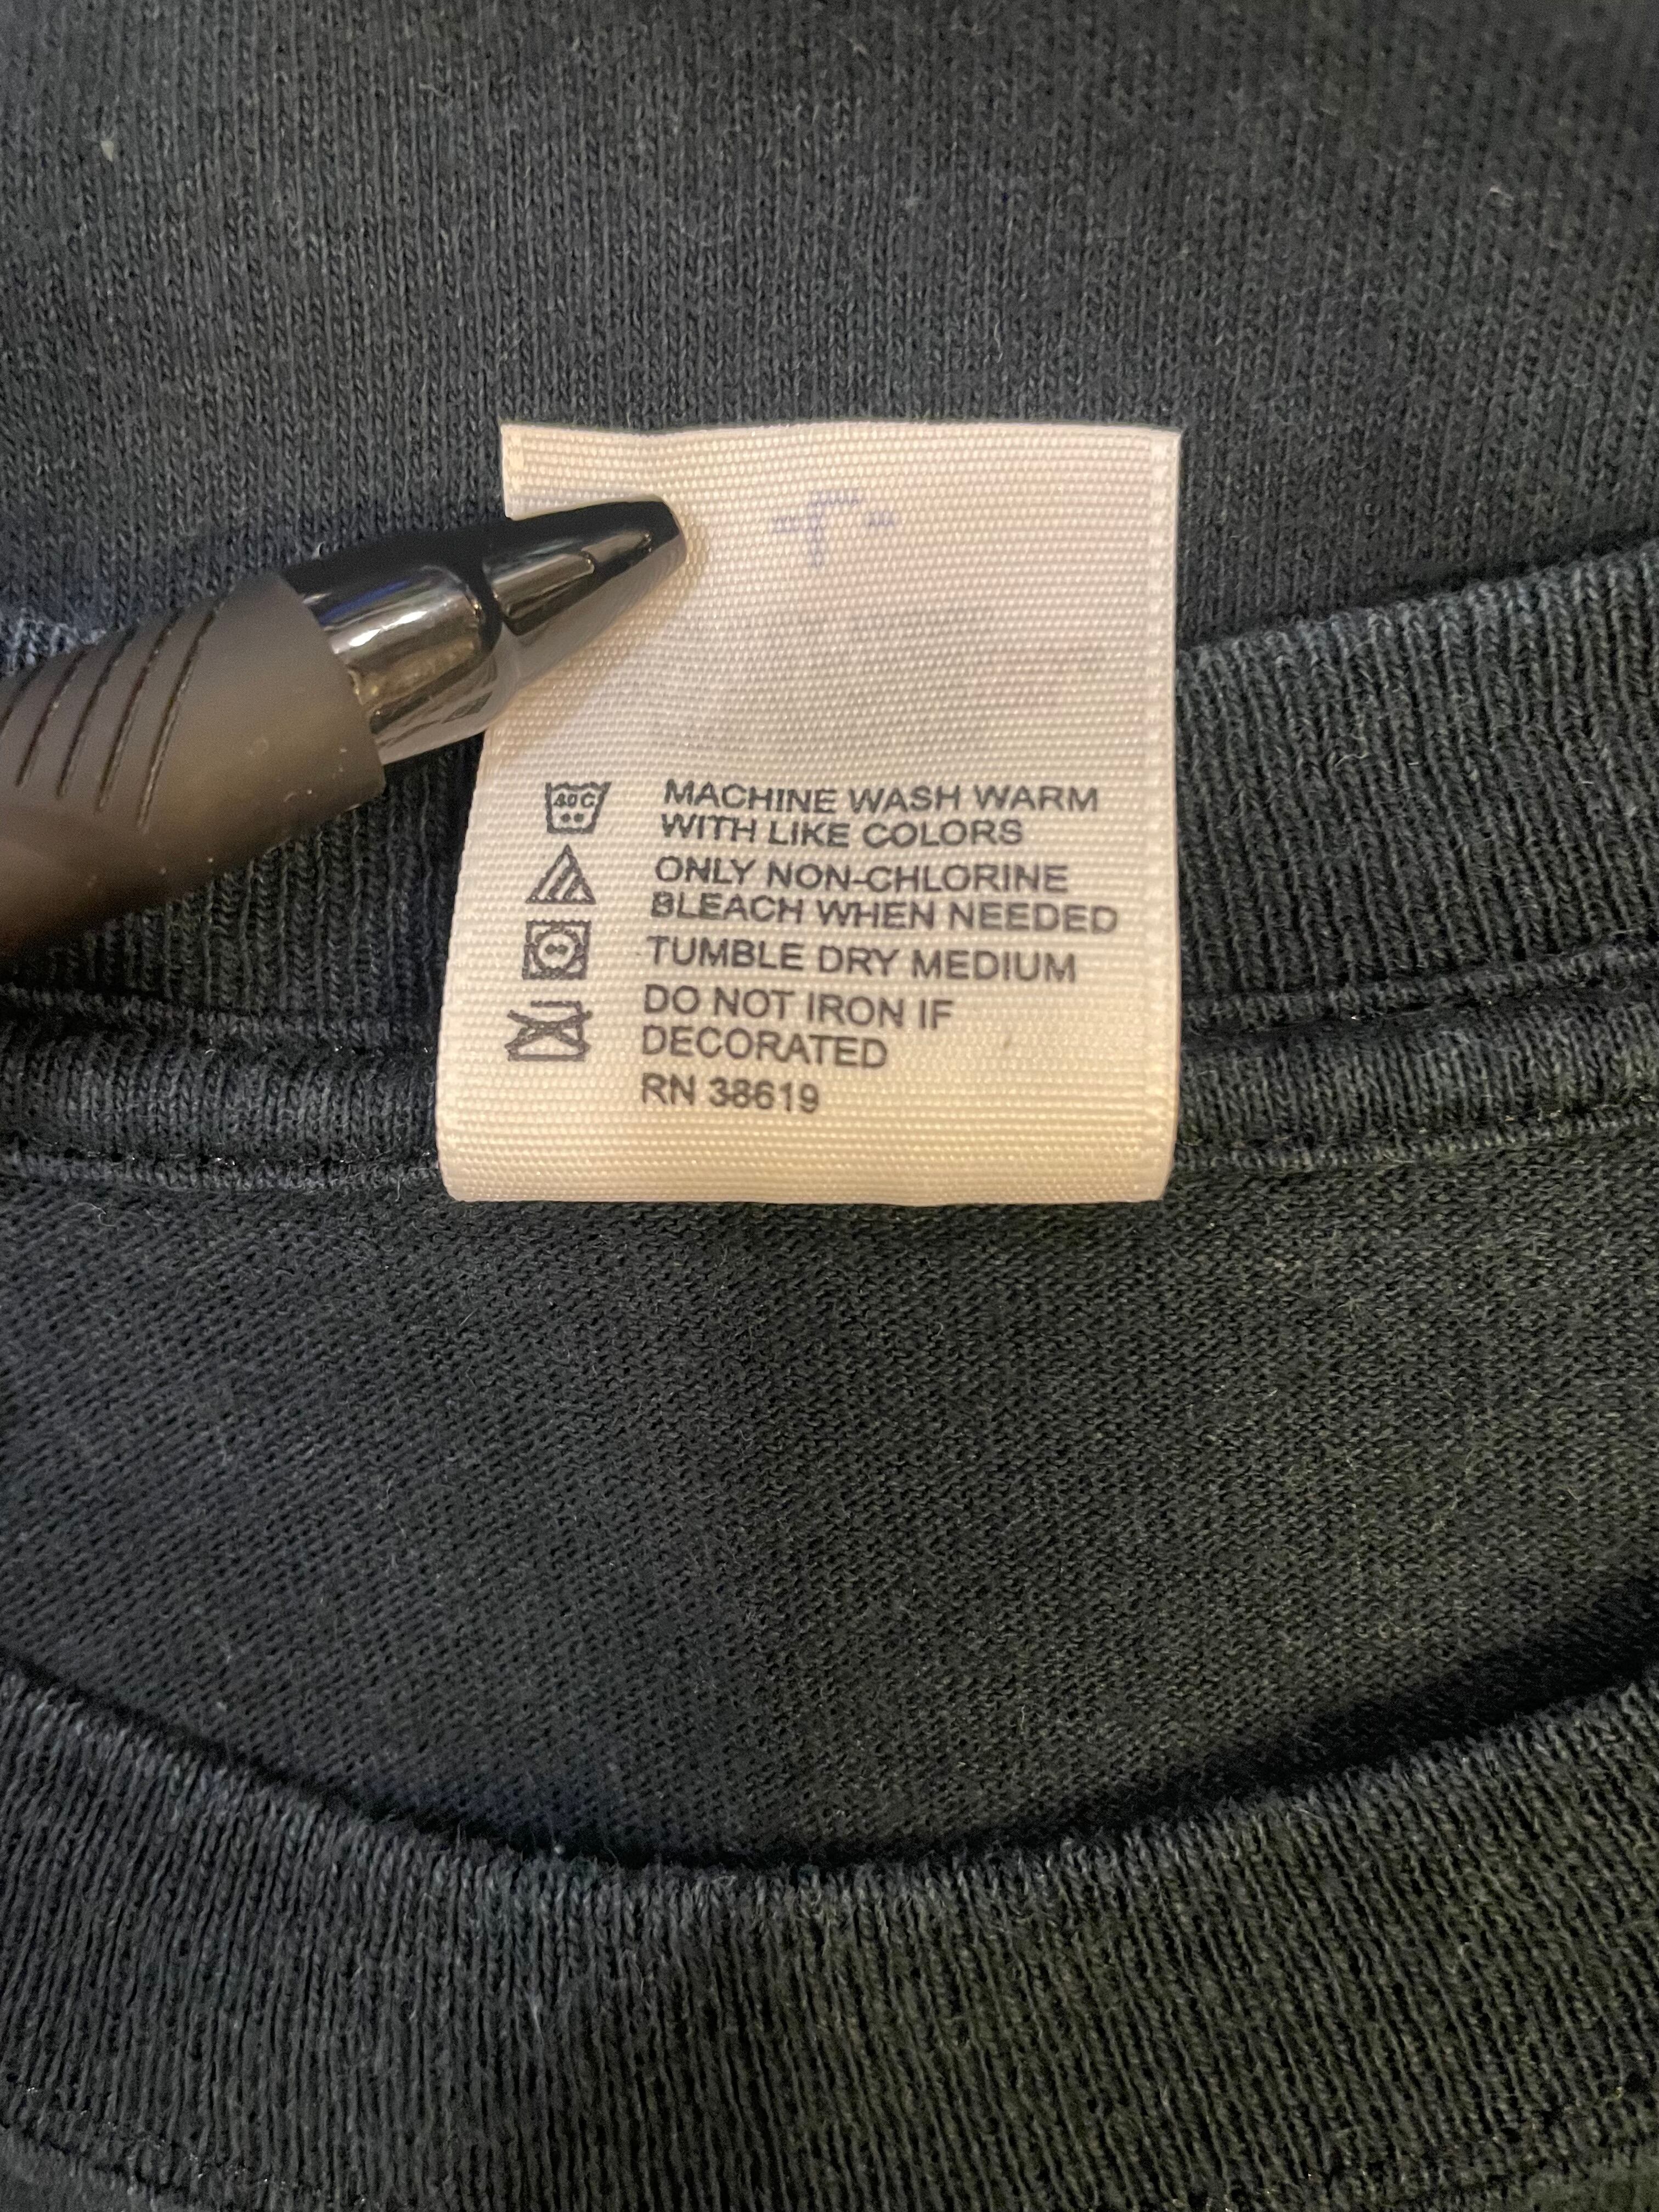 40C
MACHINE WASH WARM
WITH LIKE COLORS
ONLY NON-CHLORINE
BLEACH WHEN NEEDED
TUMBLE DRY MEDIUM
DO NOT IRON IF
DECORATED
RN 38619